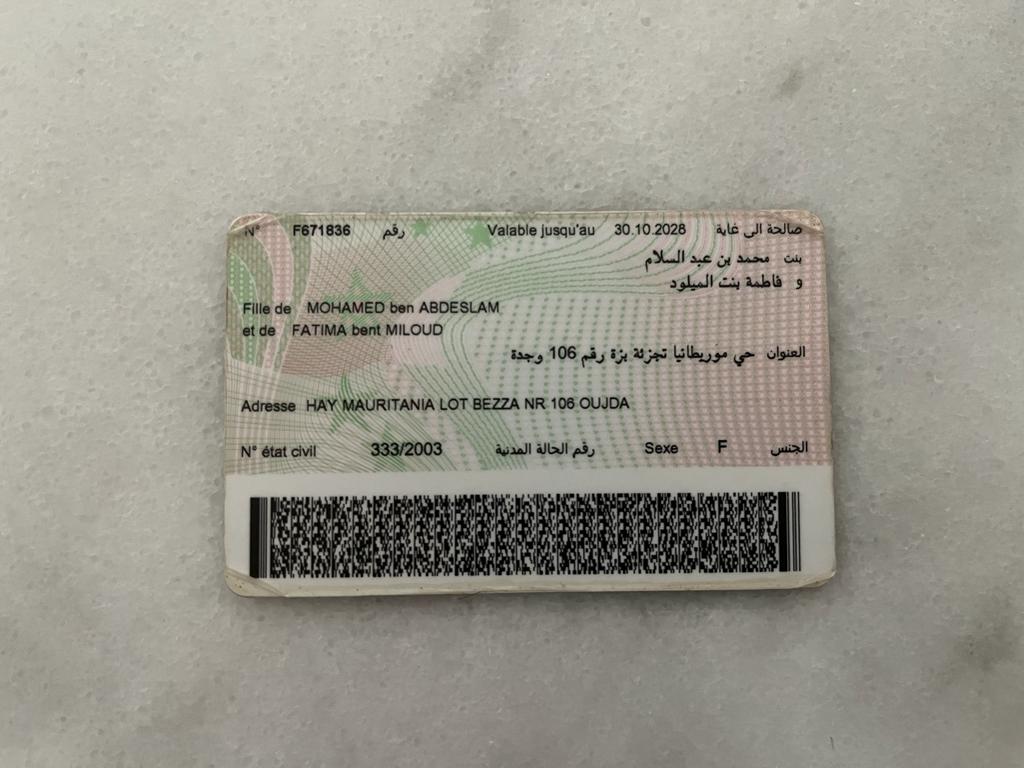 N° F671836 رقم Valable jusqu'au 30.10.2028 صالحة الى غاية
بنت محمد بن عبد السلام
و فاطمة بنت الميلود
Fille de MOHAMED ben ABDESLAM
et de FATIMA bent MILOUD
العنوان حي موريطانيا تجزئة بزة رقم 106 وجدة
Adresse HAY MAURITANIA LOT BEZZA NR 106 OUJDA
N° état civil 333/2003 رقم الحالة المدنية Sexe F الجنس